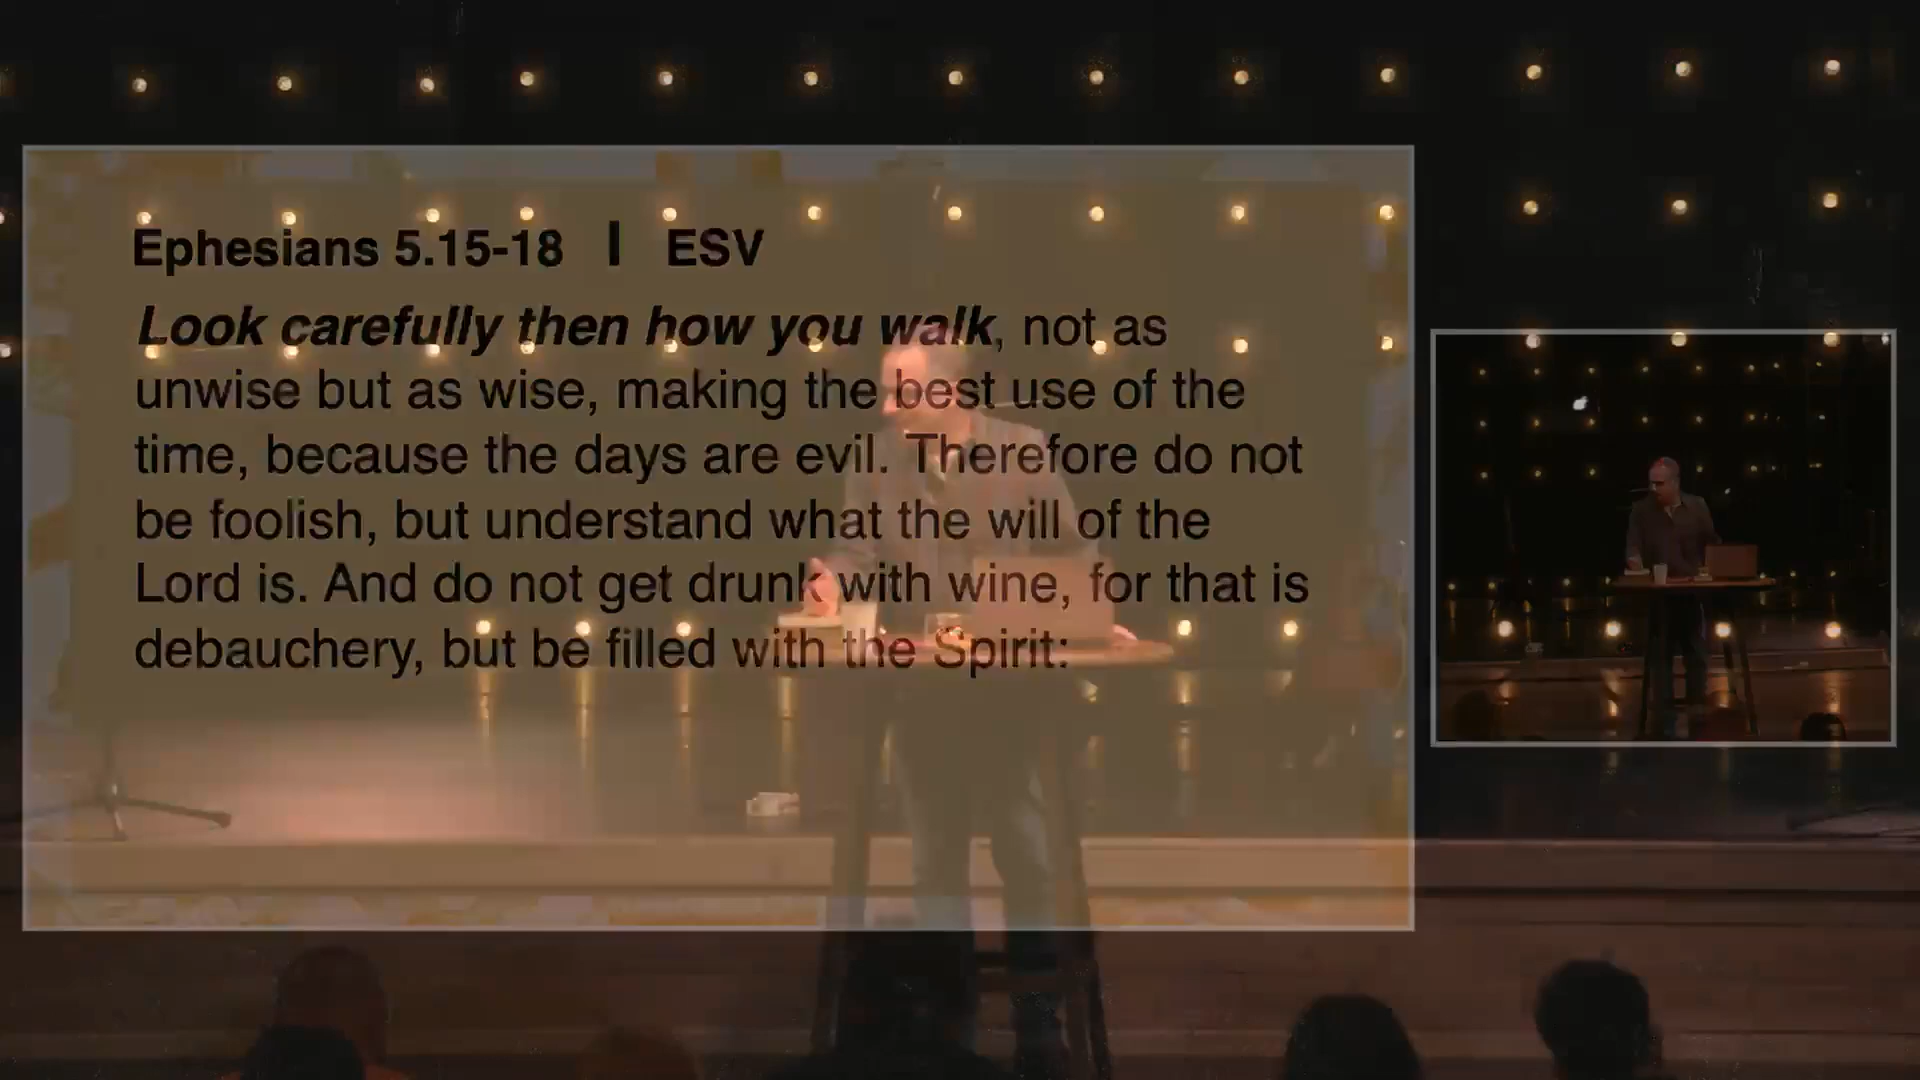 Ephesians 5.15-18 | ESV
Look carefully then how you walk, not as
unwise but as wise, making the best use of the
time, because the days are evil. Therefore do not
be foolish, but understand what the will of the
Lord is. And do not get drunk with wine, for that is
debauchery, but be filled with the Spirit: